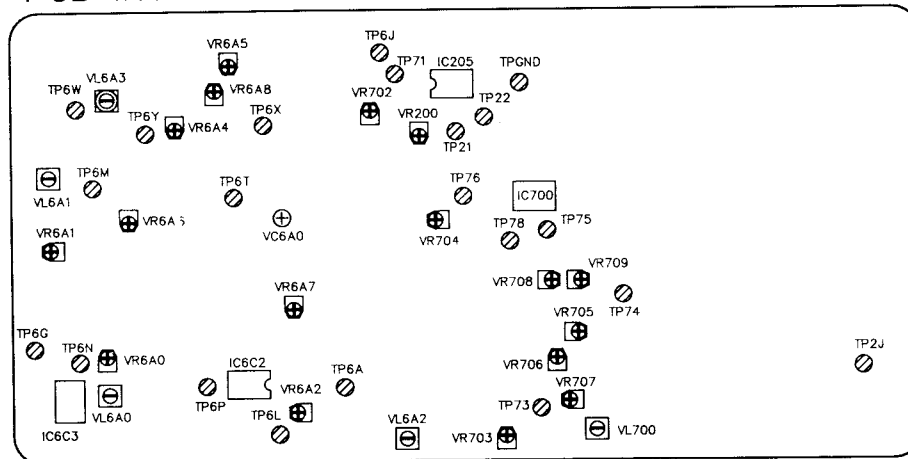 TP6J
VR6A5
TP71
IC205
TPGND
VL6A3
VR6A8
TP6W
TP6X
VR702
TP22
TP6Y
VR6A4
VR200
TP21
TP6M
TP6T
TP76
IC700
VL6A1
TP75
VR6A1
VC6A0
VR704
TP78
VR708
VR709
VR6A7
TP74
VR705
TP6G
TP6N
VR6A0
IC6C2
TP6A
VR706
TP2J
VR6A2
VR707
VL6A0
TP6P
TP6L
VL6A2
TP73
IC6C3
VR703
VL700